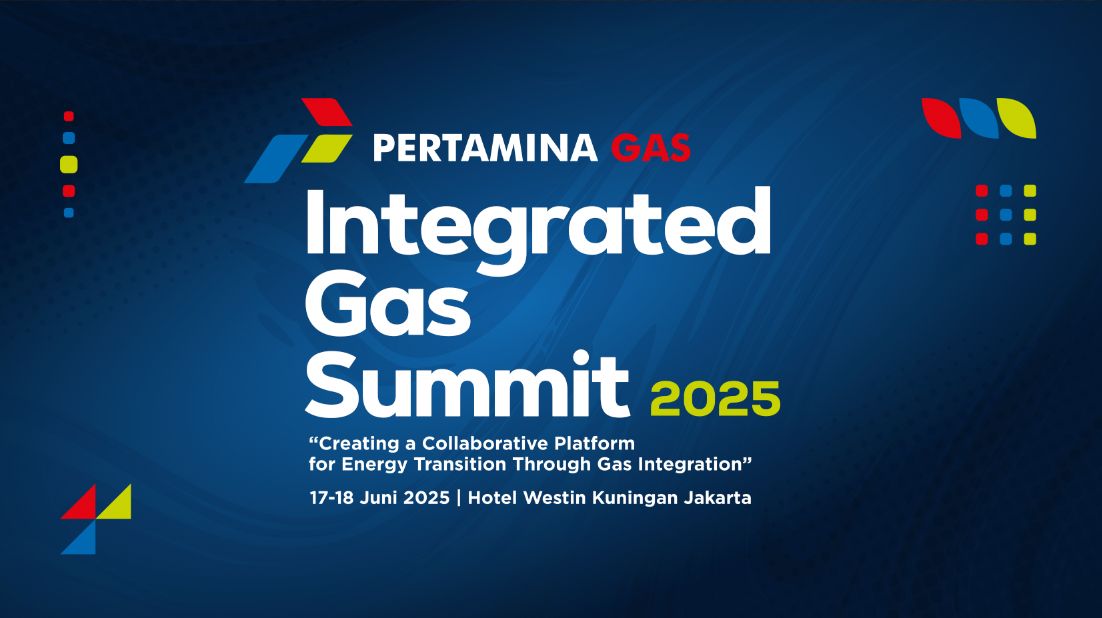 PERTAMINA GAS
Integrated
Gas
Summit 2025
“Creating a Collaborative Platform
for Energy Transition Through Gas Integration”
17-18 Juni 2025 | Hotel Westin Kuningan Jakarta